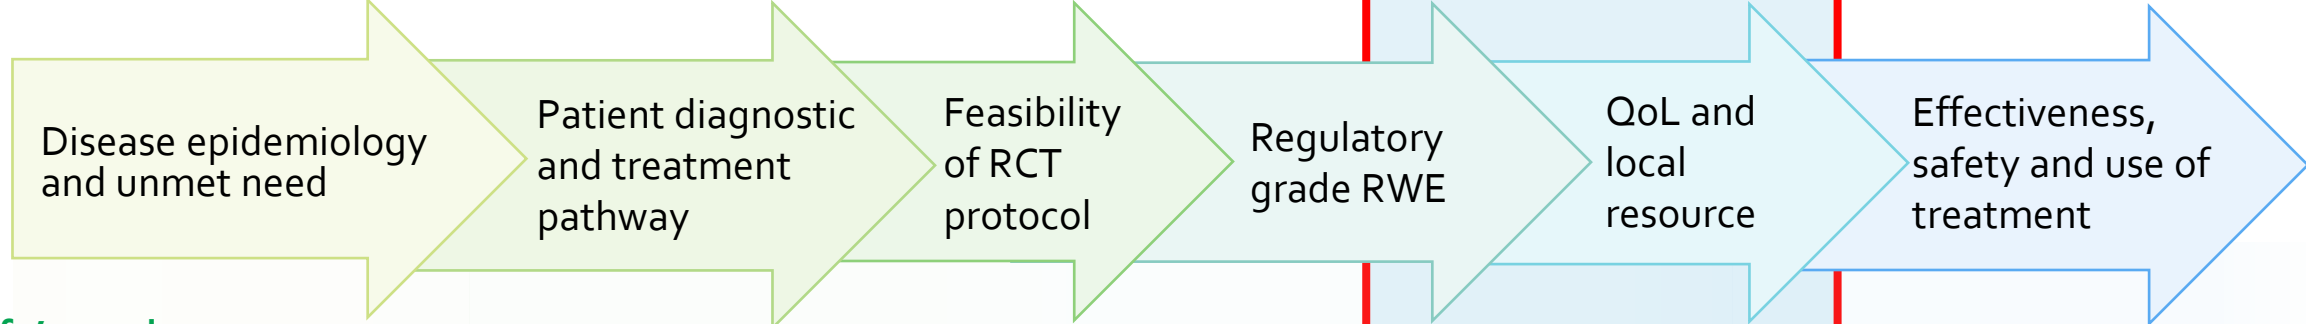 Disease epidemiology
and unmet need
Patient diagnostic
and treatment
pathway
Feasibility
of RCT
protocol
Regulatory
grade RWE
QoL and
local
resource
Effectiveness,
safety and use of
treatment